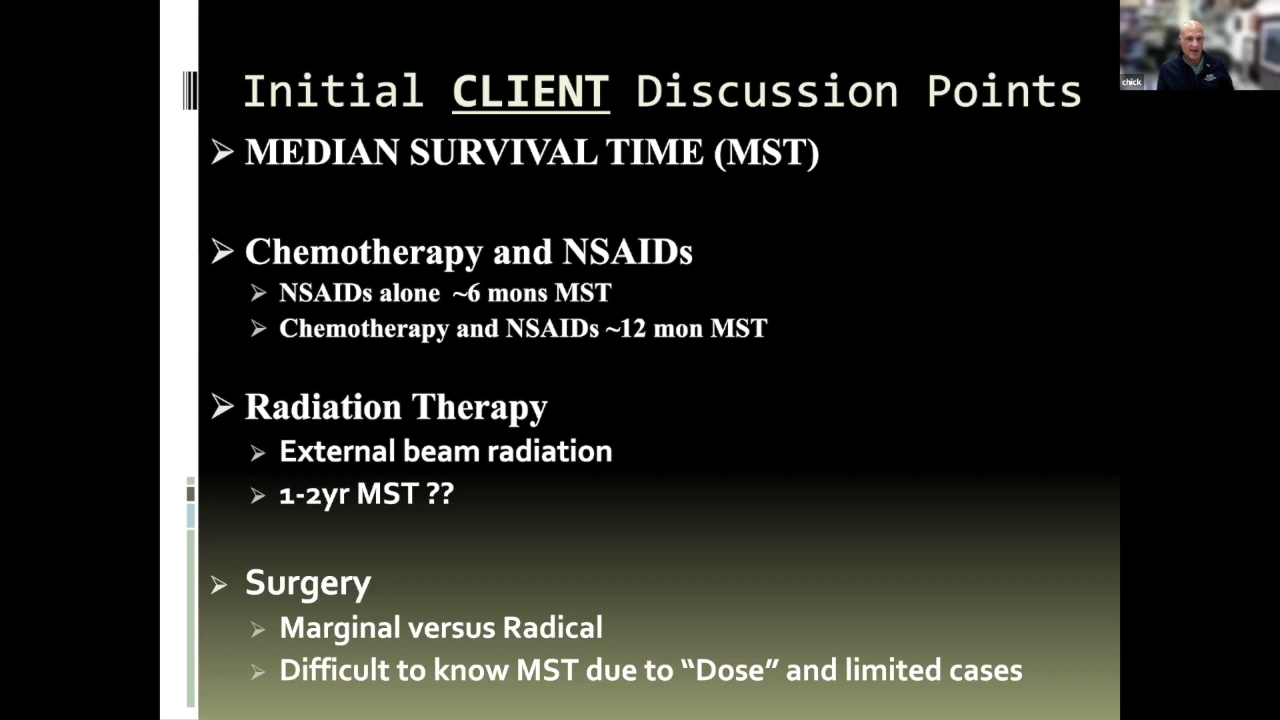 Initial CLIENT Discussion Points
MEDIAN SURVIVAL TIME (MST)
Chemotherapy and NSAIDs
NSAIDs alone ~6 mons MST
Chemotherapy and NSAIDs ~12 mon MST
Radiation Therapy
External beam radiation
1-2yr MST ??
Surgery
Marginal versus Radical
Difficult to know MST due to “Dose” and limited cases
chick